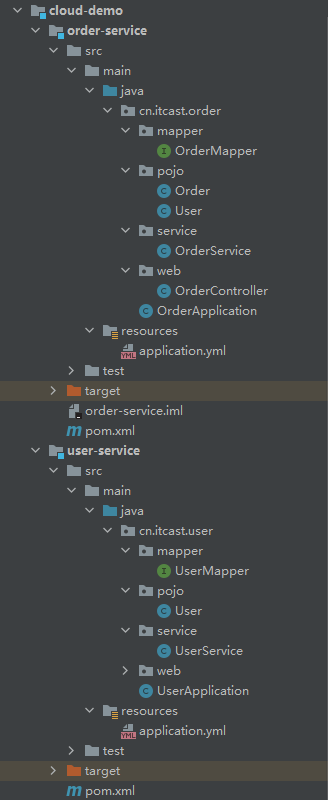 cloud-demo
order-service
src
main
java
cn.itcast.order
mapper
OrderMapper
pojo
Order
User
service
OrderService
web
OrderController
OrderApplication
resources
application.yml
test
target
order-service.iml
pom.xml
user-service
src
main
java
cn.itcast.user
mapper
UserMapper
pojo
User
service
UserService
web
UserApplication
resources
application.yml
test
target
pom.xml